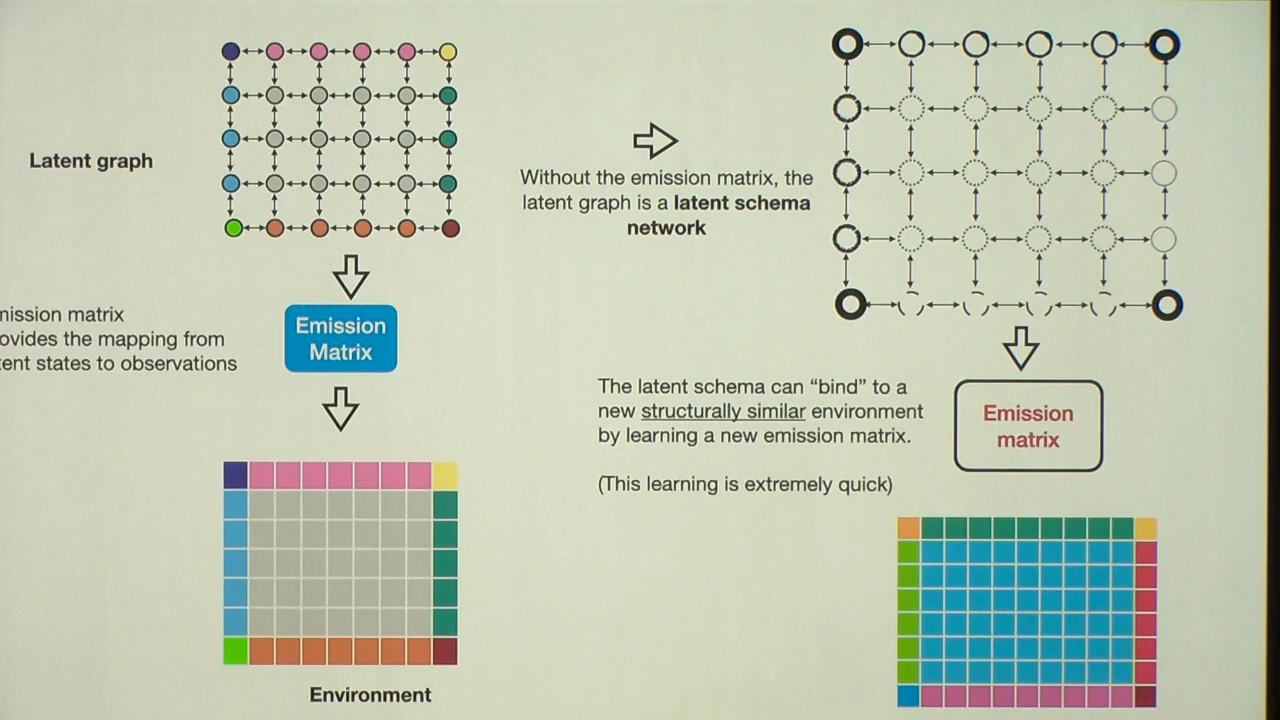 Latent graph
Without the emission matrix, the
latent graph is a latent schema
network
mission matrix
ovides the mapping from
ent states to observations
Emission
Matrix
The latent schema can “bind” to a
new structurally similar environment
by learning a new emission matrix.
(This learning is extremely quick)
Emission
matrix
Environment